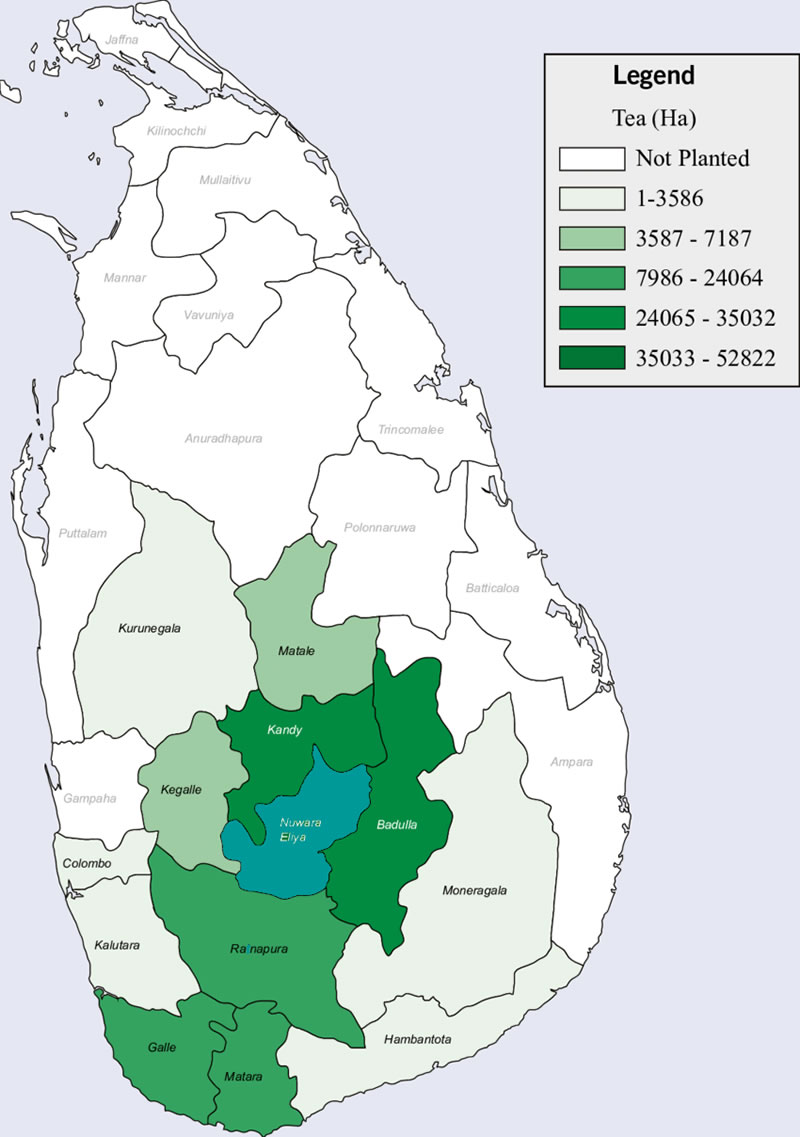 Jaffna
Legend
Tea (Ha)
Kilinochchi
Not Planted
Mullaitivu
1-3586
3587 - 7187
Mannar
7986 - 24064
Vavuniya
24065 - 35032
35033 - 52822
Trincomalee
Anuradhapura
Polonnaruwa
Puttalam
Batticaloa
Kurunegala
Matale
Kandy
Ampara
Kegalle
Gampaha
Nuwara
Eliya
Badulla
Colombo
Moneragala
Kalutara
Ratnapura
Hambantota
Galle
Matara